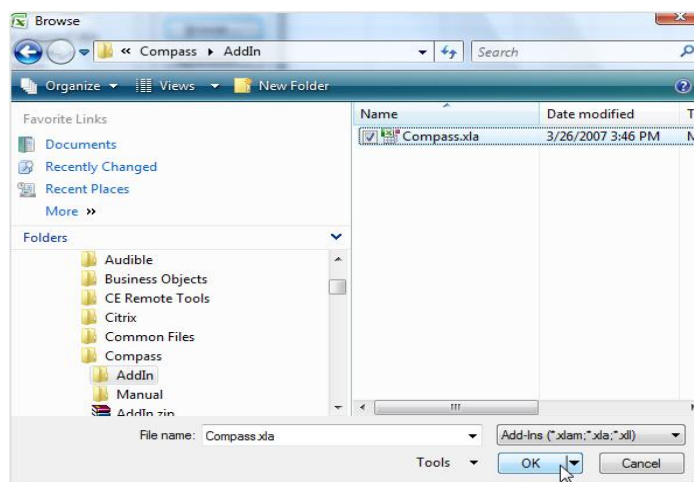 Browse
« Compass ▸ AddIn
Search
Organize
Views
New Folder
Favorite Links
Documents
Recently Changed
Recent Places
More »
Folders
Audible
Business Objects
CE Remote Tools
Citrix
Common Files
Compass
AddIn
Manual
AddIn.zip
Name
Date modified
T
Compass.xla
3/26/2007 3:46 PM
M
File name:
Compass.xla
Add-Ins (*.xlam;*.xla;*.xll)
Tools
OK
Cancel